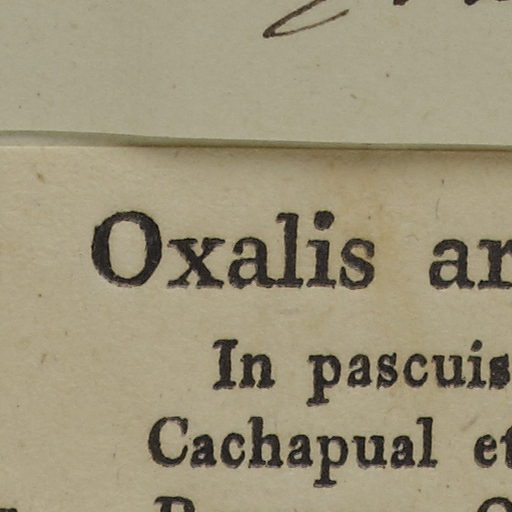 Oxalis ar
In pascuis
Cachapual et